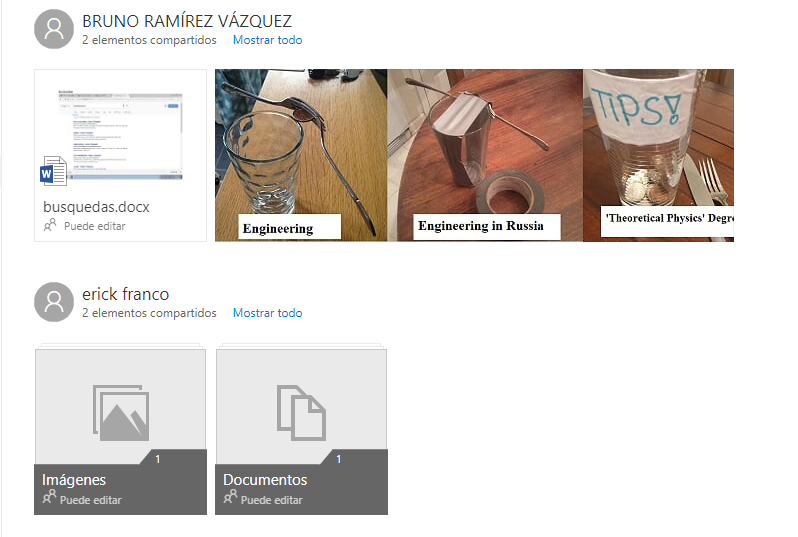 BRUNO RAMÍREZ VÁZQUEZ
2 elementos compartidos Mostrar todo
W
busquedas.docx
Puede editar
Engineering
Engineering in Russia
TIPS!
'Theoretical Physics' Degre
erick franco
2 elementos compartidos Mostrar todo
1
Imágenes
Puede editar
1
Documentos
Puede editar